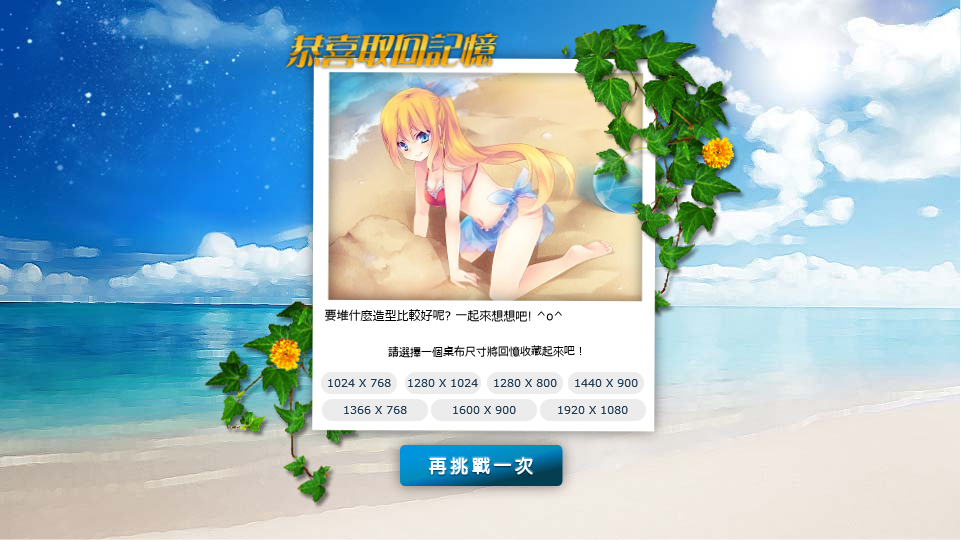 恭喜取回記憶
要堆什麼造型比較好呢? 一起來想想吧! ^o^
請選擇一個桌布尺寸將回憶收藏起來吧！
1024 X 768 1280 X 1024 1280 X 800 1440 X 900
1366 X 768 1600 X 900 1920 X 1080
再挑戰一次